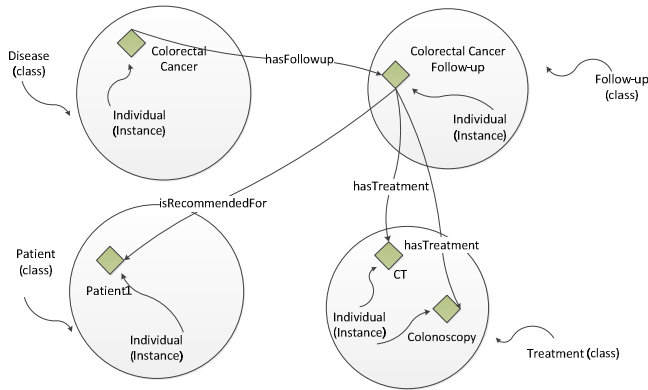 Disease
(class)
Colorectal
Cancer
Individual
(Instance)
hasFollowup
Colorectal Cancer
Follow-up
Individual
(Instance)
Follow-up
(class)
hasTreatment
isRecommendedFor
hasTreatment
Patient
(class)
Patient1
Individual
(Instance)
CT
Individual
(Instance)
Colonoscopy
Treatment (class)